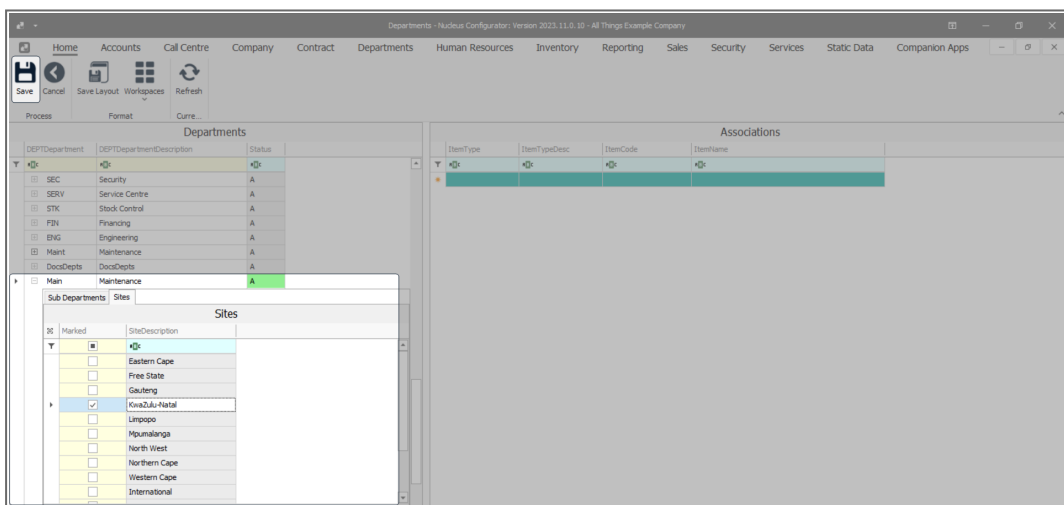 Departments - Nucleus Configurator: Version 2023.11.0.10 - All Things Example Company
Home Accounts Call Centre Company Contract Departments Human Resources Inventory Reporting Sales Security Services Static Data Companion Apps
Save Cancel Save Layout Workspaces Refresh
Process Format Curre...
Departments
DEPTDepartment DEPTDepartmentDescription Status
SEC Security A
SERV Service Centre A
STK Stock Control A
FIN Financing A
ENG Engineering A
Maint Maintenance A
DocsDepts DocsDepts A
Main Maintenance A
Sub Departments Sites
Sites
Marked SiteDescription
Eastern Cape
Free State
Gauteng
KwaZulu-Natal
Limpopo
Mpumalanga
North West
Northern Cape
Western Cape
International
Associations
ItemType ItemTypeDesc ItemCode ItemName